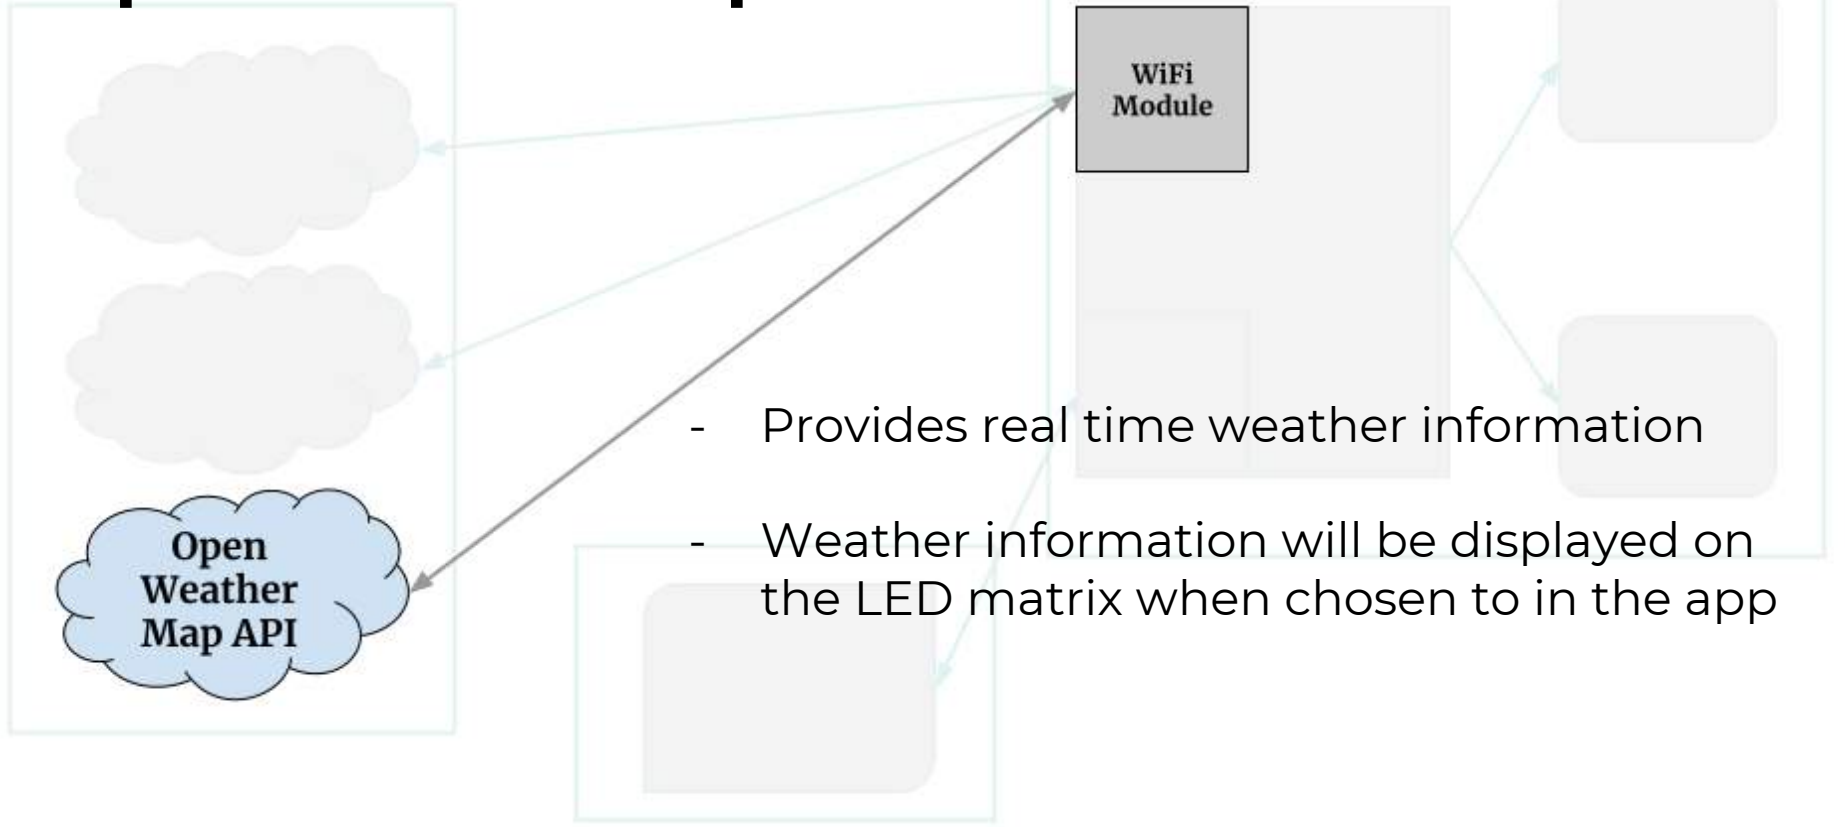 WiFi
Module
- Provides real time weather information
- Weather information will be displayed on
the LED matrix when chosen to in the app
Open
Weather
Map API